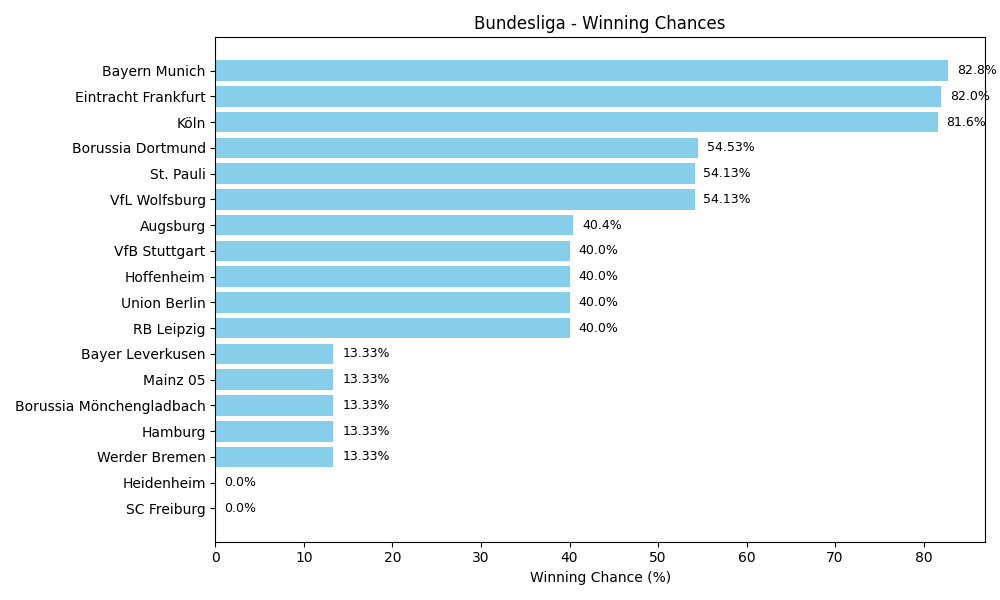 Bundesliga - Winning Chances
Bayern Munich 82.8%
Eintracht Frankfurt 82.0%
Köln 81.6%
Borussia Dortmund 54.53%
St. Pauli 54.13%
VfL Wolfsburg 54.13%
Augsburg 40.4%
VfB Stuttgart 40.0%
Hoffenheim 40.0%
Union Berlin 40.0%
RB Leipzig 40.0%
Bayer Leverkusen 13.33%
Mainz 05 13.33%
Borussia Mönchengladbach 13.33%
Hamburg 13.33%
Werder Bremen 13.33%
Heidenheim 0.0%
SC Freiburg 0.0%
0 10 20 30 40 50 60 70 80
Winning Chance (%)